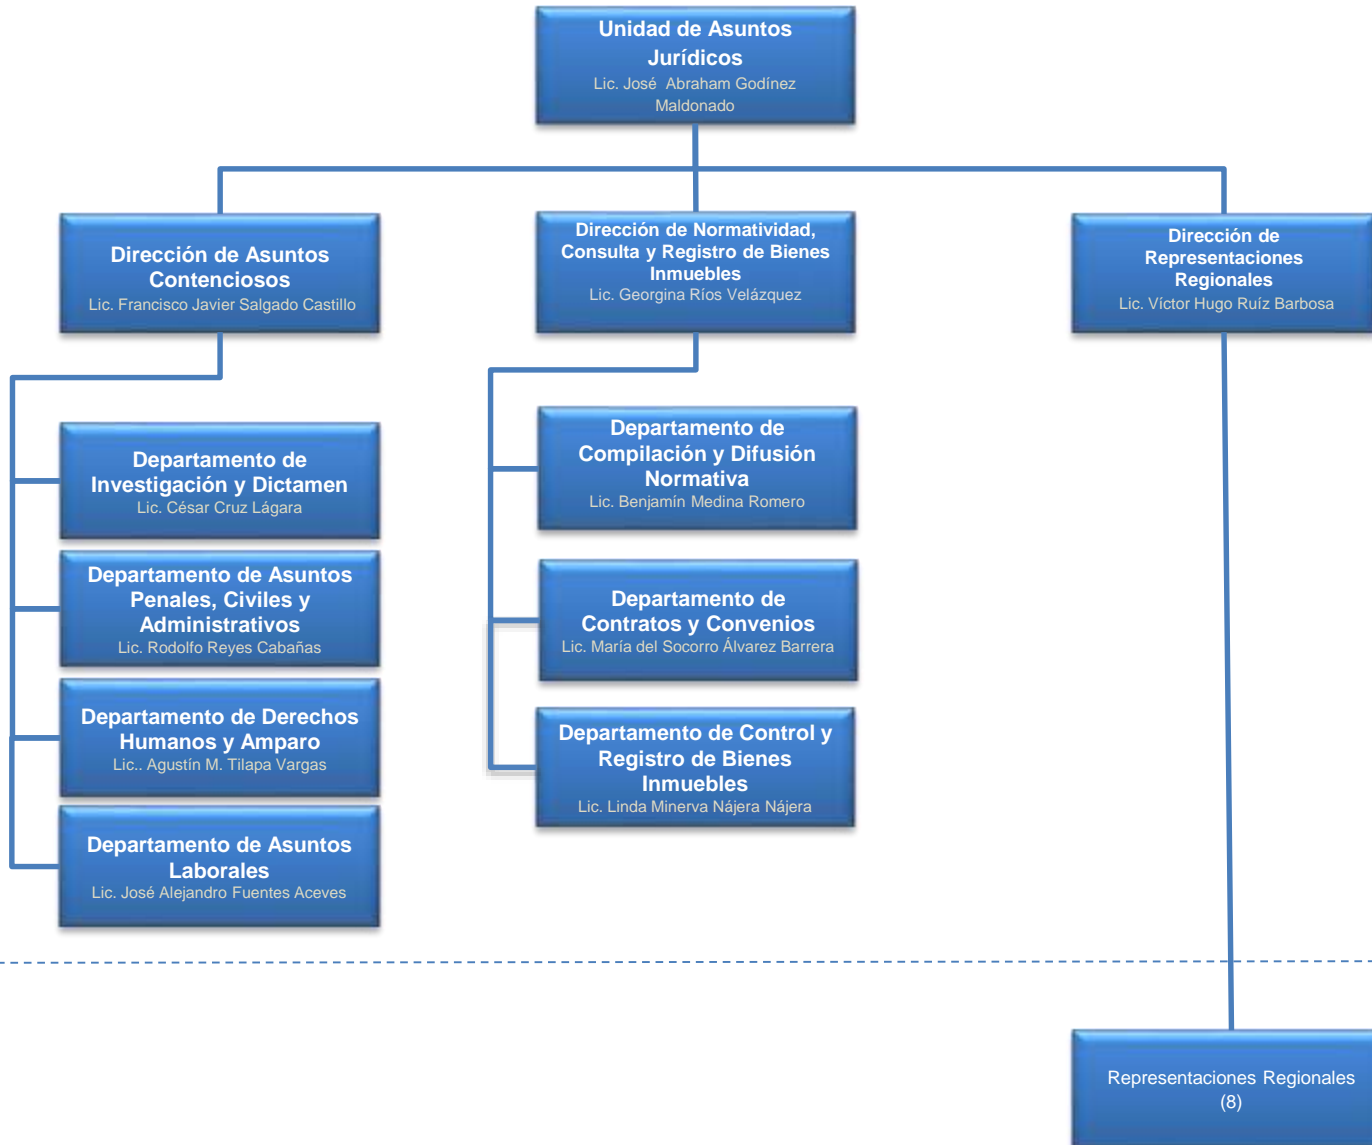 Unidad de Asuntos
Jurídicos
Lic. José Abraham Godínez
Maldonado
Dirección de Asuntos
Contenciosos
Lic. Francisco Javier Salgado Castillo
Dirección de Normatividad,
Consulta y Registro de Bienes
Inmuebles
Lic. Georgina Ríos Velázquez
Dirección de
Representaciones
Regionales
Lic. Víctor Hugo Ruíz Barbosa
Departamento de
Investigación y Dictamen
Lic. César Cruz Lágara
Departamento de Asuntos
Penales, Civiles y
Administrativos
Lic. Rodolfo Reyes Cabañas
Departamento de Derechos
Humanos y Amparo
Lic.. Agustín M. Tilapa Vargas
Departamento de Asuntos
Laborales
Lic. José Alejandro Fuentes Aceves
Departamento de
Compilación y Difusión
Normativa
Lic. Benjamín Medina Romero
Departamento de
Contratos y Convenios
Lic. María del Socorro Álvarez Barrera
Departamento de Control y
Registro de Bienes
Inmuebles
Lic. Linda Minerva Nájera Nájera
Representaciones Regionales
(8)